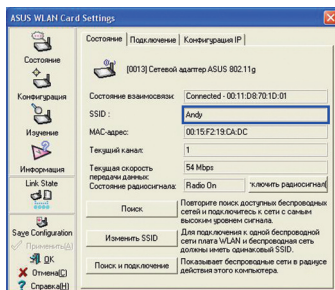 ASUS WLAN Card Settings
Состояние
Конфигурация
Изучение
Информация
Link State
Save Configuration
Применить(А)
OK
Отмена(C)
Справка(H)
Состояние Подключение Конфигурация IP
[0013] Сетевой адаптер ASUS 802.11g
Состояние взаимосвязи: Connected - 00:11:D8:70:1D:01
SSID : Andy
MAC-адрес: 00:15:F2:19:CA:DC
Текущий канал: 1
Текущая скорость передачи данных: 54 Mbps
Состояние радиосигнала: Radio On ключить радиосигнал(
Поиск
Повторите поиск доступных беспроводных
сетей и подключитесь к сети с самым
высоким уровнем сигнала.
Изменить SSID
Для подключения к одной беспроводной
сети плата WLAN и беспроводная сеть
должны иметь одинаковый SSID.
Поиск и подключение
Показывает беспроводные сети в радиусе
действия этого компьютера.